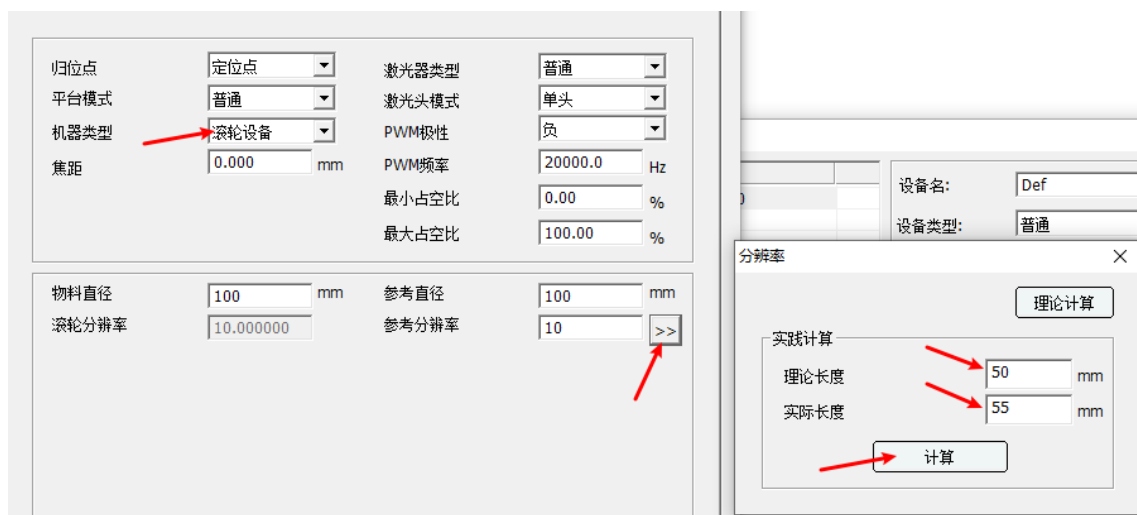 归位点 定位点 激光器类型 普通
平台模式 普通 激光头模式 单头
机器类型 滚轮设备 PWM极性 负
焦距 0.000 mm PWM频率 20000.0 Hz
最小占空比 0.00 %
最大占空比 100.00 %
物料直径 100 mm 参考直径 100 mm
滚轮分辨率 10.000000 参考分辨率 10 >>
设备名: Def
设备类型: 普通
分辨率
理论计算
实践计算
理论长度 50 mm
实际长度 55 mm
计算